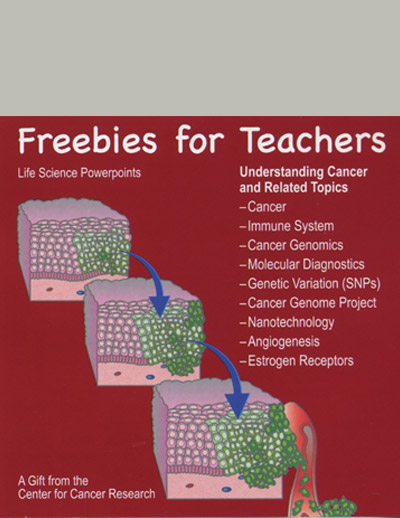 Freebies for Teachers
Life Science Powerpoints
Understanding Cancer
and Related Topics
–Cancer
–Immune System
–Cancer Genomics
–Molecular Diagnostics
–Genetic Variation (SNPs)
–Cancer Genome Project
–Nanotechnology
–Angiogenesis
–Estrogen Receptors
A Gift from the
Center for Cancer Research